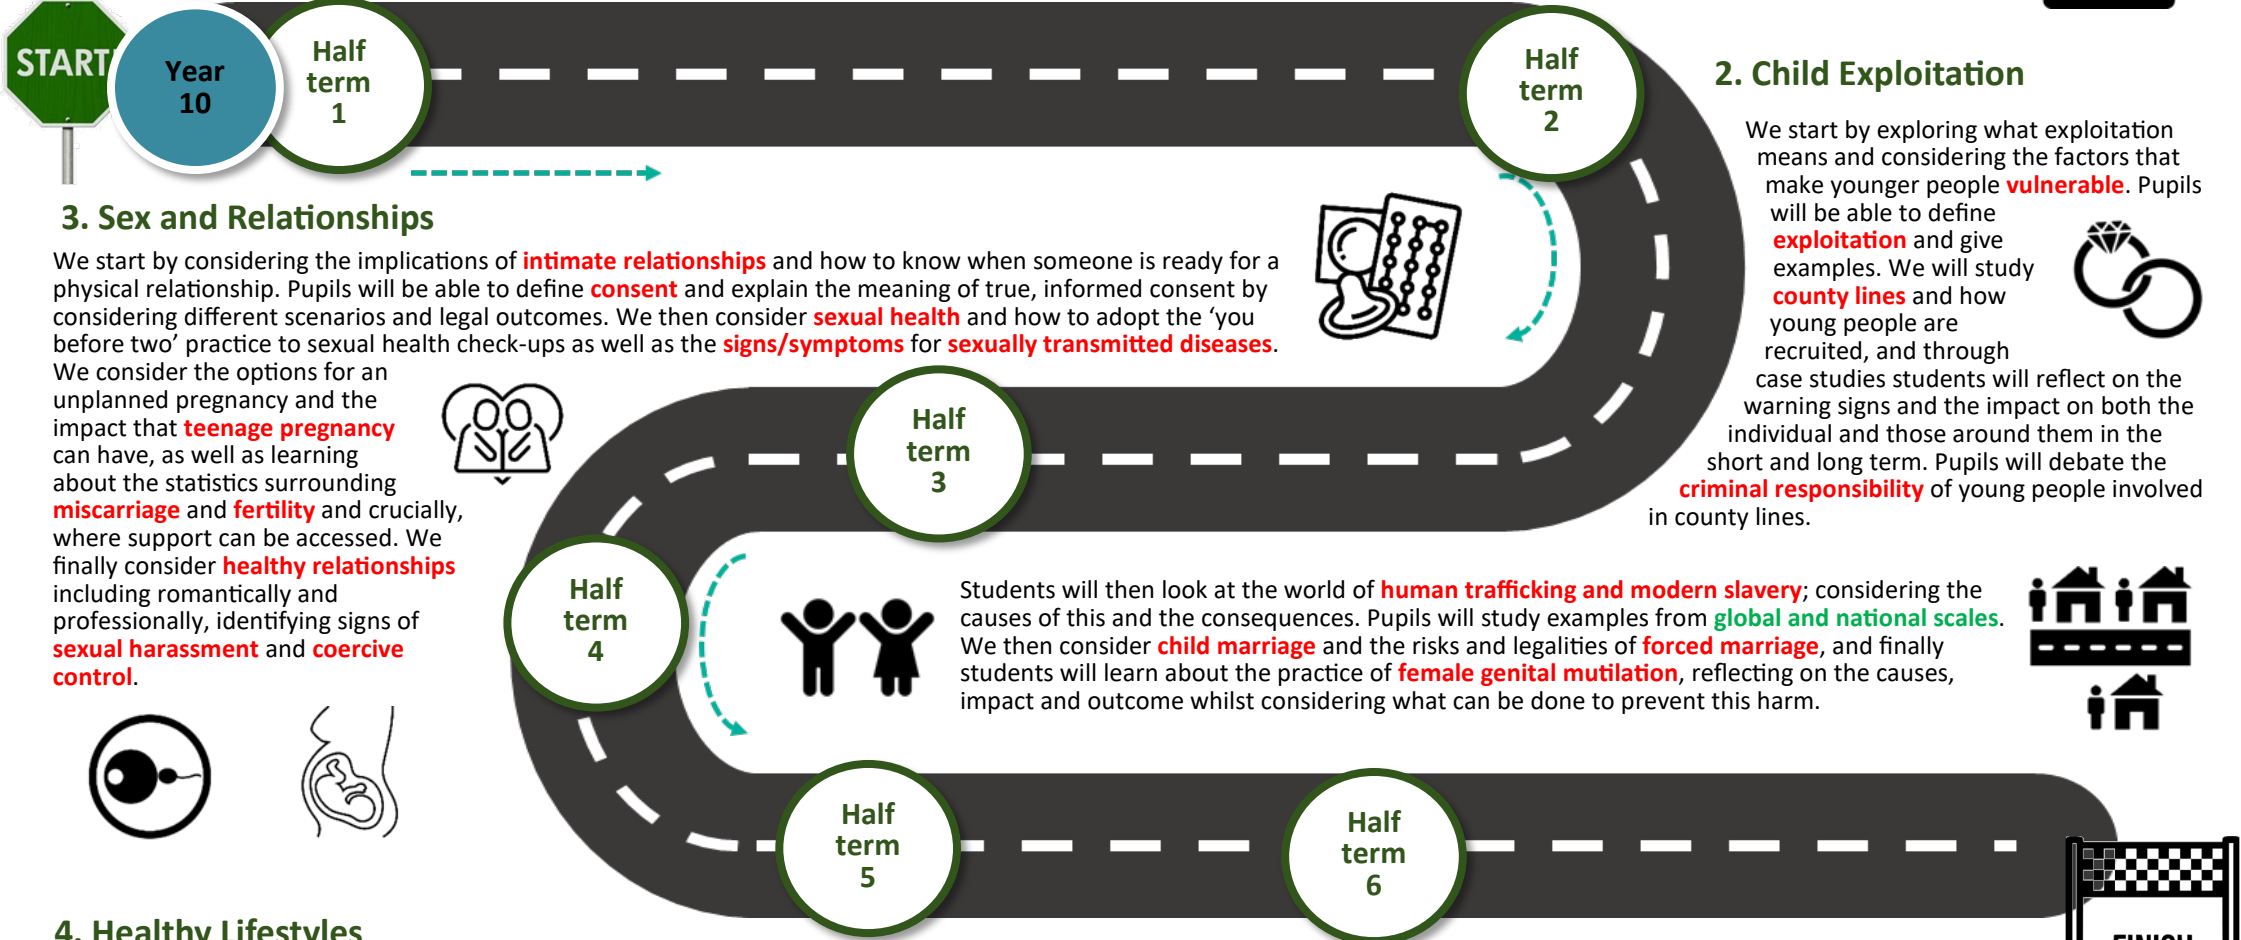 START
Year
10
Half
term
1
Half
term
2
2. Child Exploitation
We start by exploring what exploitation
means and considering the factors that
make younger people vulnerable. Pupils
will be able to define
exploitation and give
examples. We will study
county lines and how
young people are
recruited, and through
case studies students will reflect on the
warning signs and the impact on both the
individual and those around them in the
short and long term. Pupils will debate the
criminal responsibility of young people involved
in county lines.
3. Sex and Relationships
We start by considering the implications of intimate relationships and how to know when someone is ready for a
physical relationship. Pupils will be able to define consent and explain the meaning of true, informed consent by
considering different scenarios and legal outcomes. We then consider sexual health and how to adopt the ‘you
before two’ practice to sexual health check-ups as well as the signs/symptoms for sexually transmitted diseases.
We consider the options for an
unplanned pregnancy and the
impact that teenage pregnancy
can have, as well as learning
about the statistics surrounding
miscarriage and fertility and crucially,
where support can be accessed. We
finally consider healthy relationships
including romantically and
professionally, identifying signs of
sexual harassment and coercive
control.
Half
term
3
Half
term
4
Students will then look at the world of human trafficking and modern slavery; considering the
causes of this and the consequences. Pupils will study examples from global and national scales.
We then consider child marriage and the risks and legalities of forced marriage, and finally
students will learn about the practice of female genital mutilation, reflecting on the causes,
impact and outcome whilst considering what can be done to prevent this harm.
Half
term
5
Half
term
6
4. Healthy Lifestyles
FINISH